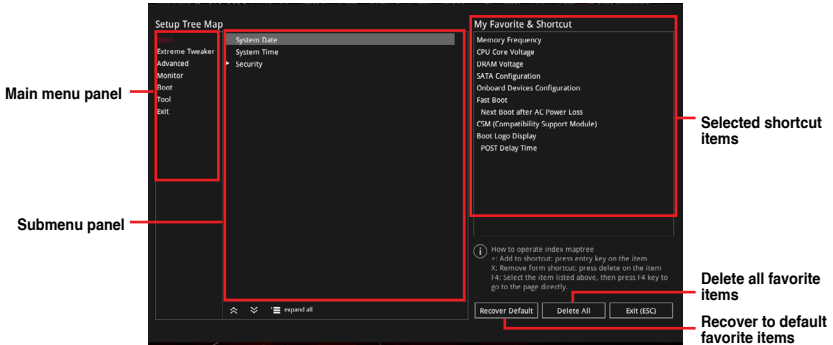 Setup Tree Map
My Favorite & Shortcut
Main menu panel
Submenu panel
Main
Extreme Tweaker
Advanced
Monitor
Boot
Tool
Exit
System Date
System Time
Security
expand all
Memory Frequency
CPU Core Voltage
DRAM Voltage
SATA Configuration
Onboard Devices Configuration
Fast Boot
Next Boot after AC Power Loss
CSM (Compatibility Support Module)
Boot Logo Display
POST Delay Time
How to operate index maptree
+: Add to shortcut: press entry key on the item
X: Remove form shortcut: press delete on the item
F4: Select the item listed above, then press F4 key to
go to the page directly.
Recover Default
Delete All
Exit (ESC)
Selected shortcut
items
Delete all favorite
items
Recover to default
favorite items